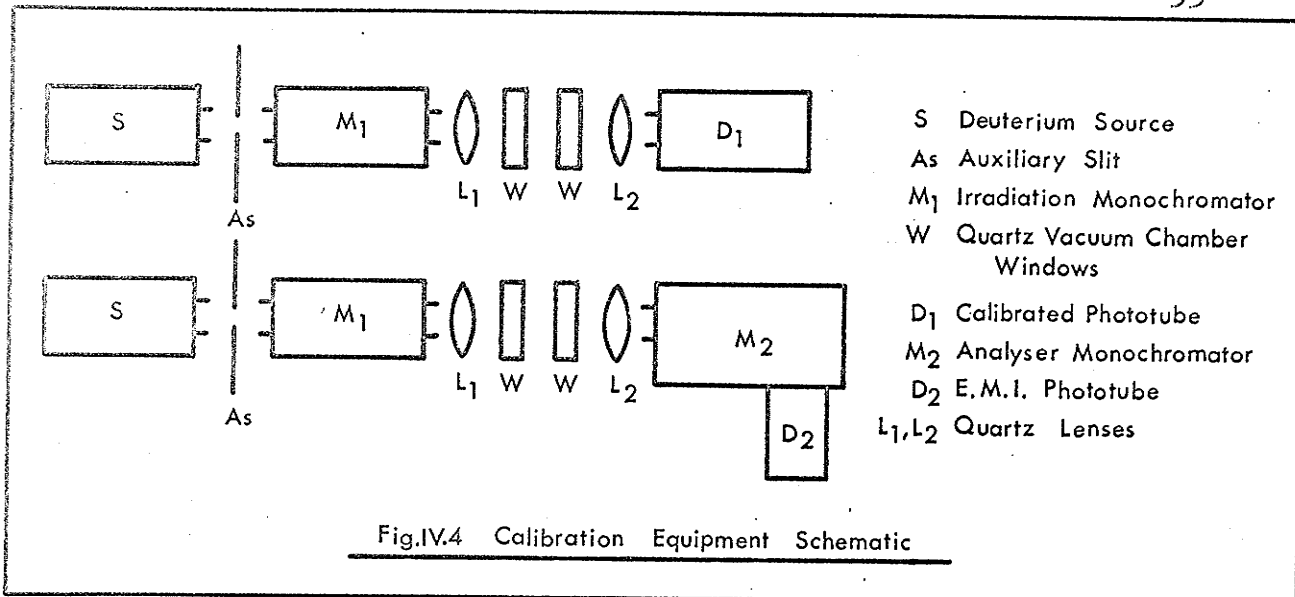 S M₁ D₁
L₁ W W L₂
As
S M₁ M₂
L₁ W W L₂
As
D₂
S Deuterium Source
As Auxiliary Slit
M₁ Irradiation Monochromator
W Quartz Vacuum Chamber
Windows
D₁ Calibrated Phototube
M₂ Analyser Monochromator
D₂ E.M.I. Phototube
L₁,L₂ Quartz Lenses
Fig.IV.4 Calibration Equipment Schematic